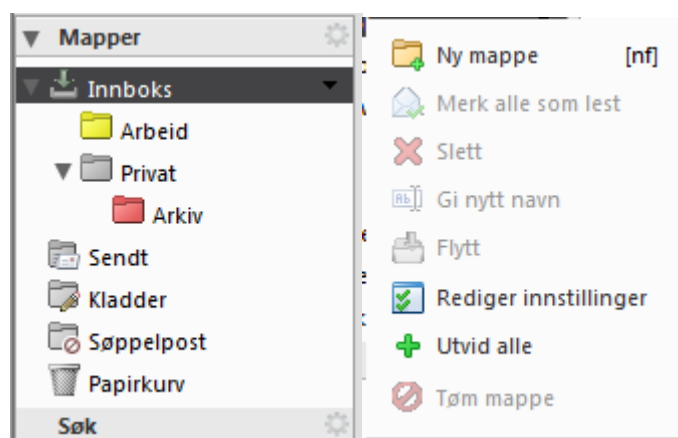 Mapper
Innboks
Arbeid
Privat
Arkiv
Sendt
Kladder
Søppelpost
Papirkurv
Søk
Ny mappe [nf]
Merk alle som lest
Slett
Gi nytt navn
Flytt
Rediger innstillinger
Utvid alle
Tøm mappe